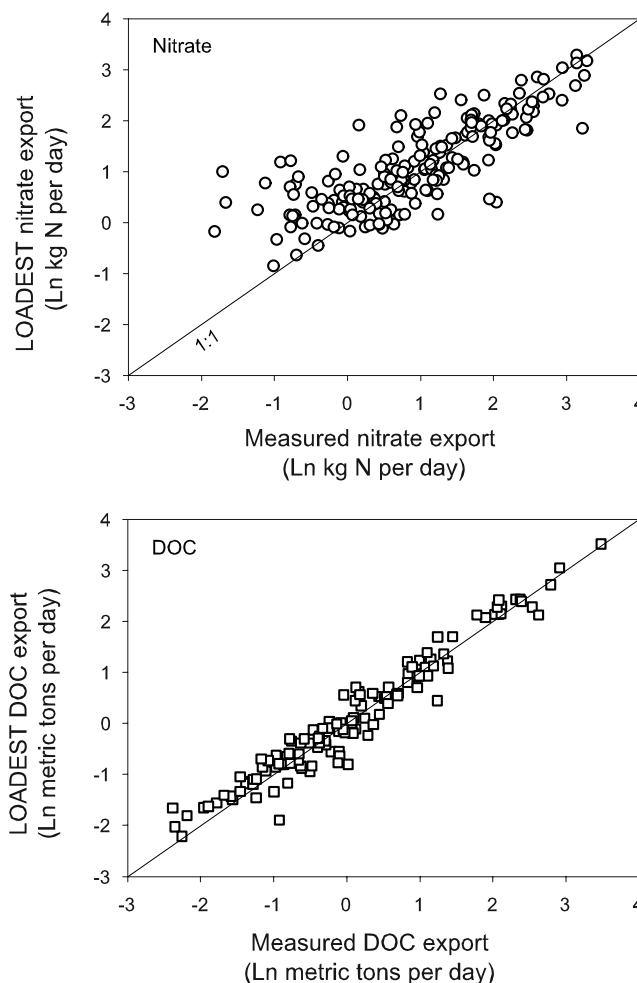 4
Nitrate
3
2
1
0
-1
-2
-3
LOADEST nitrate export
(Ln kg N per day)
1:1
-3 -2 -1 0 1 2 3 4
Measured nitrate export
(Ln kg N per day)
4
DOC
3
2
1
0
-1
-2
-3
LOADEST DOC export
(Ln metric tons per day)
-3 -2 -1 0 1 2 3 4
Measured DOC export
(Ln metric tons per day)